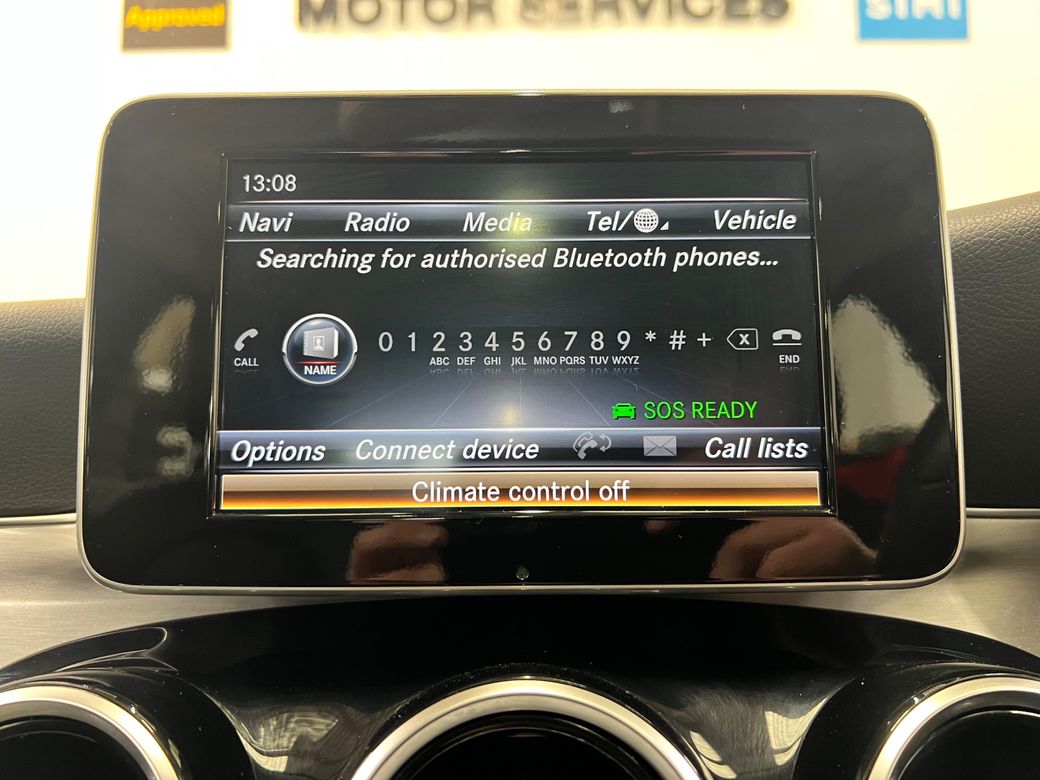 Approved
MOTOR SERVICES
13:08
Navi Radio Media Tel/ Vehicle
Searching for authorised Bluetooth phones...
0 1 2 3 4 5 6 7 8 9 * # +
CALL NAME ABC DEF GHI JKL MNO PQRS TUV WXYZ END
SOS READY
Options Connect device Call lists
Climate control off